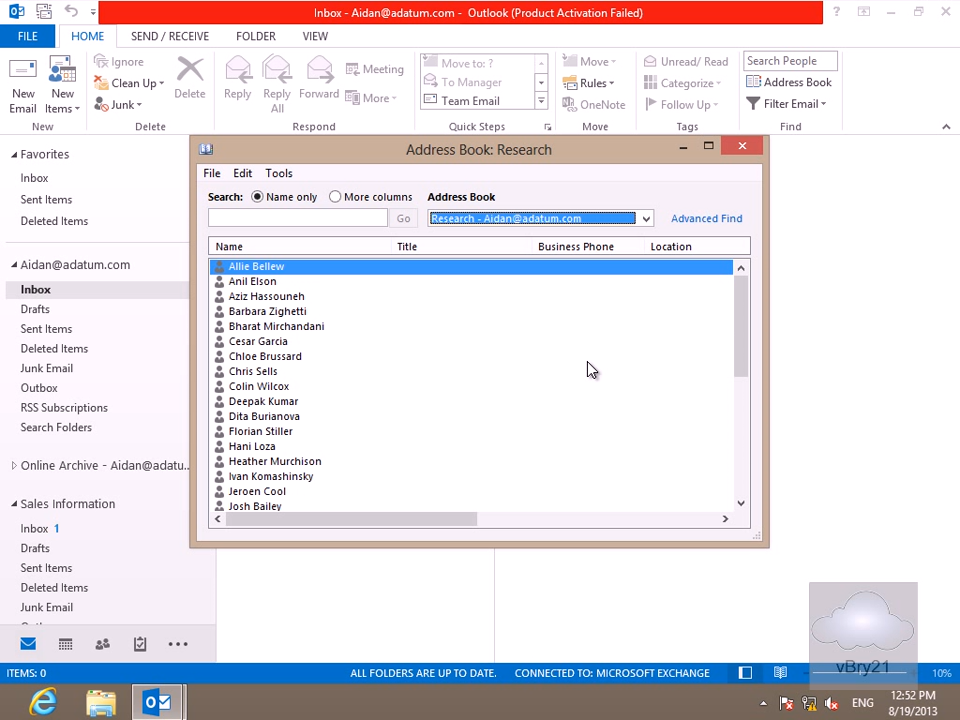 Inbox - Aidan@adatum.com - Outlook (Product Activation Failed)
FILE HOME SEND / RECEIVE FOLDER VIEW
New Email
New Items
Ignore
Clean Up
Junk
Delete
Reply
Reply All
Forward
Meeting
More
Move to: ?
To Manager
Team Email
Move
Rules
OneNote
Unread/ Read
Categorize
Follow Up
Search People
Address Book
Filter Email
New Delete Respond Quick Steps Move Tags Find
Favorites
Inbox
Sent Items
Deleted Items
Aidan@adatum.com
Inbox
Drafts
Sent Items
Deleted Items
Junk Email
Outbox
RSS Subscriptions
Search Folders
Online Archive - Aidan@adatu...
Sales Information
Inbox 1
Drafts
Sent Items
Deleted Items
Junk Email
Address Book: Research
File Edit Tools
Search: Name only More columns Address Book
Go Research - Aidan@adatum.com Advanced Find
Name Title Business Phone Location
Allie Bellew
Anil Elson
Aziz Hassouneh
Barbara Zighetti
Bharat Mirchandani
Cesar Garcia
Chloe Brussard
Chris Sells
Colin Wilcox
Deepak Kumar
Dita Burianova
Florian Stiller
Hani Loza
Heather Murchison
Ivan Komashinsky
Jeroen Cool
Josh Bailey
vBry21
ITEMS: 0 ALL FOLDERS ARE UP TO DATE. CONNECTED TO: MICROSOFT EXCHANGE 10%
ENG
12:52 PM
8/19/2013